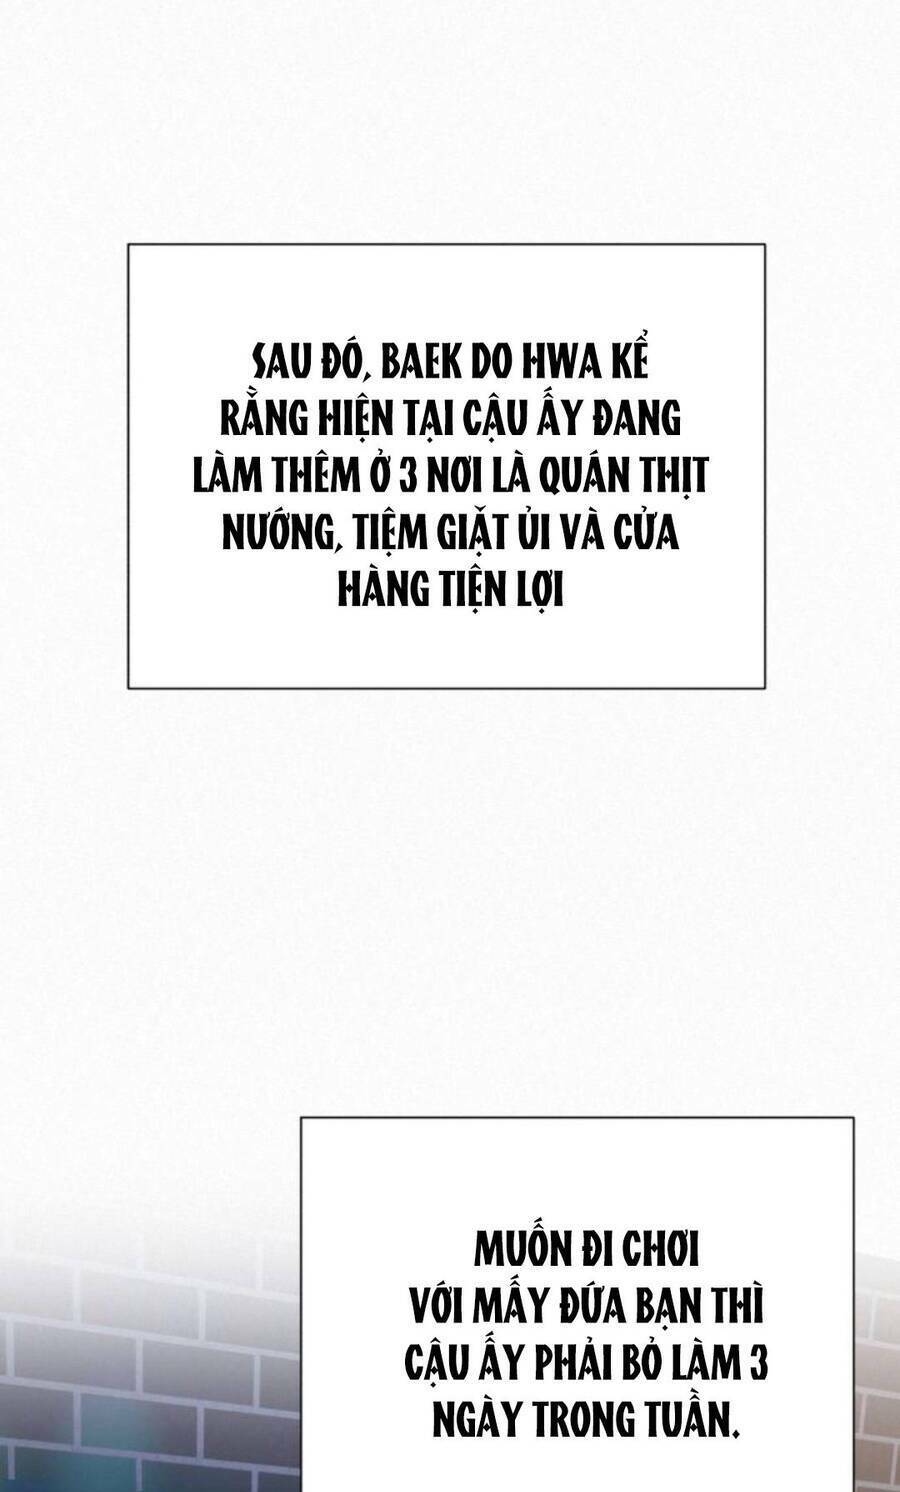 SAU ĐÓ, BAEK DO HWA KỂ
RẰNG HIỆN TẠI CẬU ẤY ĐANG
LÀM THÊM Ở 3 NƠI LÀ QUÁN THỊT
NƯỚNG, TIỆM GIẶT ỦI VÀ CỬA
HÀNG TIỆN LỢI
MUỐN ĐI CHƠI
VỚI MẤY ĐỨA BẠN THÌ
CẬU ẤY PHẢI BỎ LÀM 3
NGÀY TRONG TUẦN.